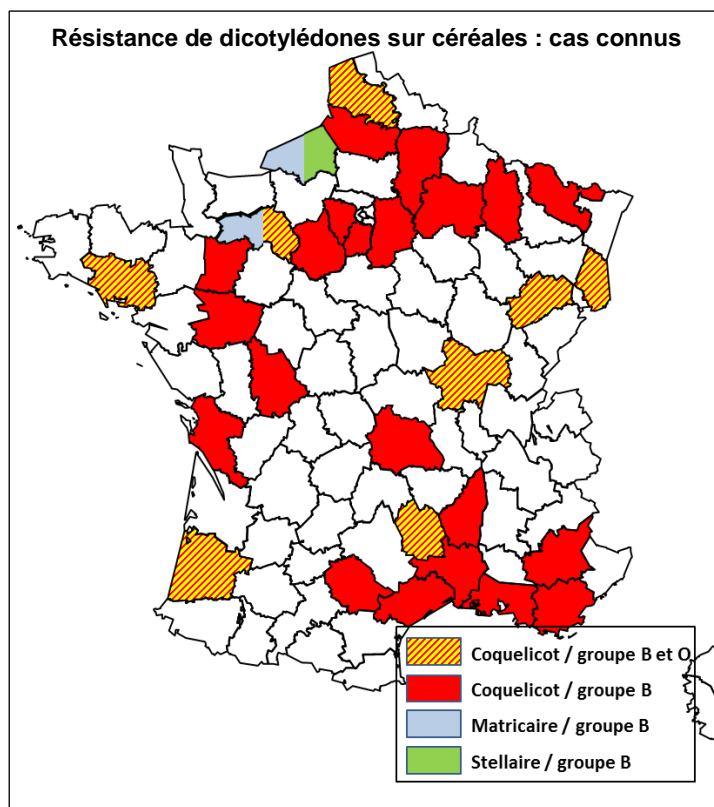 Résistance de dicotylédones sur céréales : cas connus
Coquelicot / groupe B et O
Coquelicot / groupe B
Matricaire / groupe B
Stellaire / groupe B